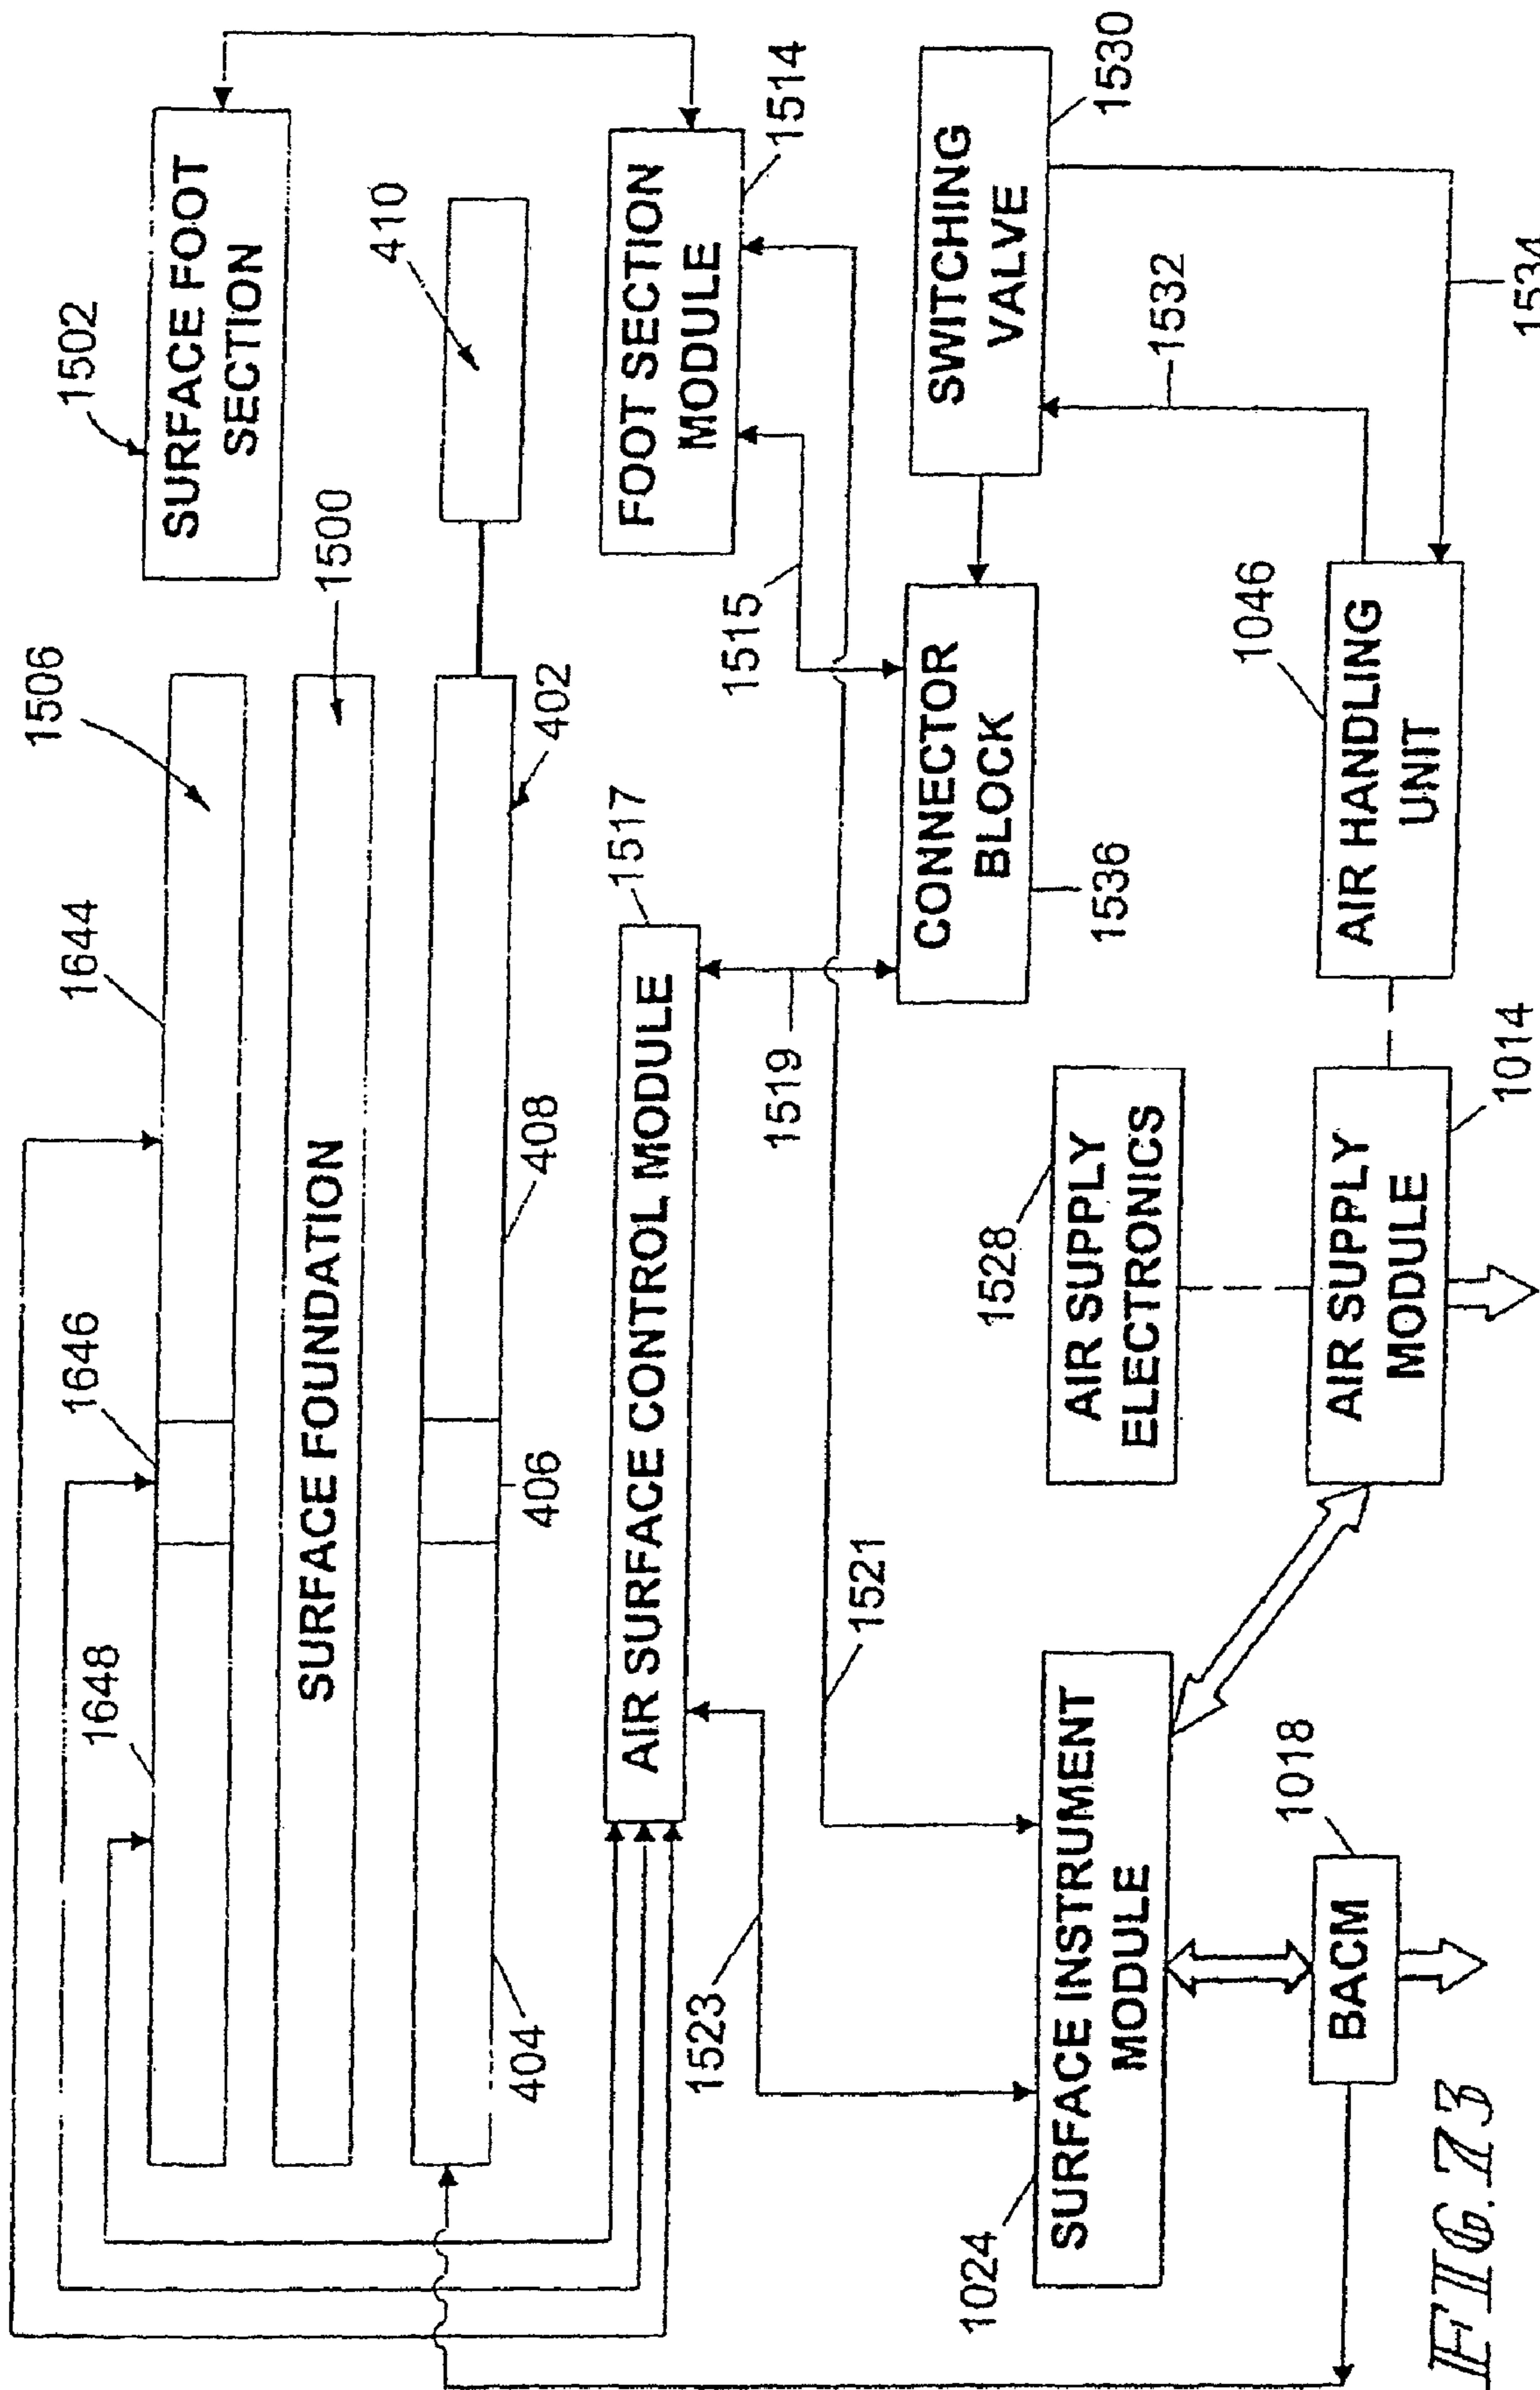 1502
SURFACE FOOT
SECTION
1506
1500
1644
1646
1648
SURFACE FOUNDATION
410
402
408
406
404
FOOT SECTION
MODULE
1514
1517
AIR SURFACE CONTROL MODULE
1515
1519
1521
1523
SWITCHING
VALVE
1530
1532
1534
CONNECTOR
BLOCK
1536
1046
AIR HANDLING
UNIT
1528
AIR SUPPLY
ELECTRONICS
AIR SUPPLY
MODULE
1014
SURFACE INSTRUMENT
MODULE
1024
1018
BACM
FIG. 73